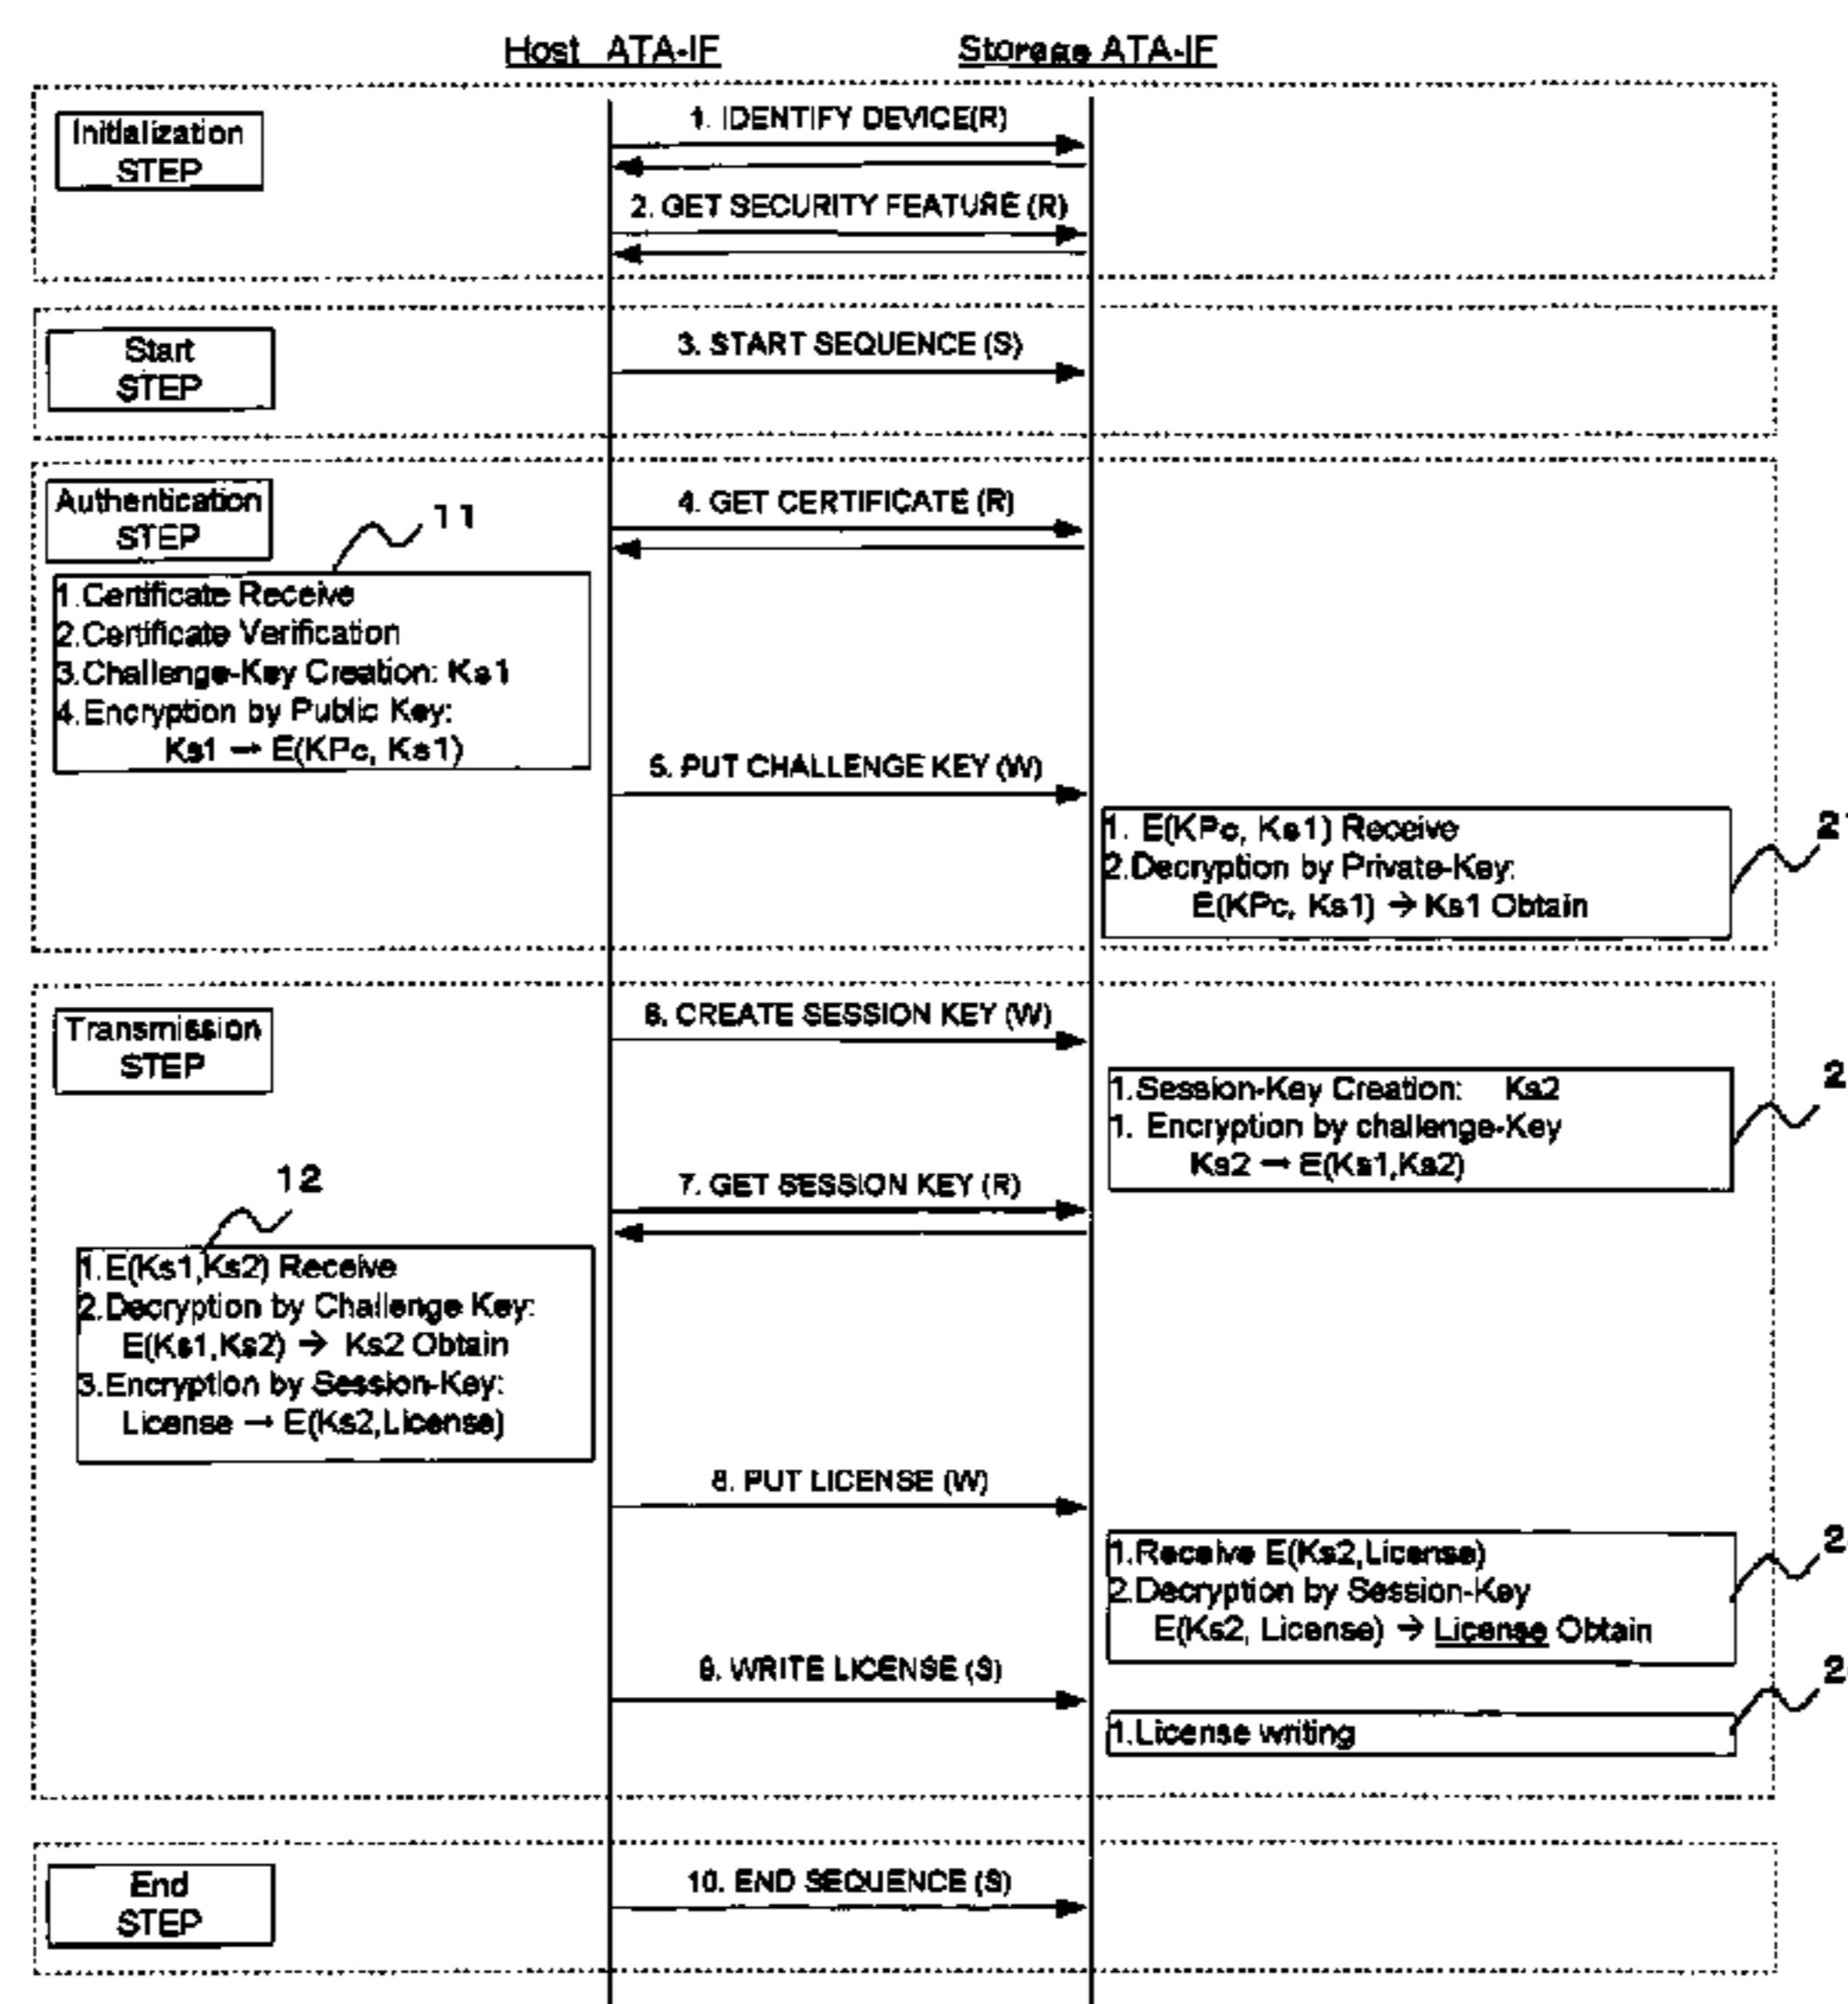 Host ATA-IF
Storage ATA-IF
Initialization
STEP
1. IDENTIFY DEVICE(R)
2. GET SECURITY FEATURE (R)
Start
STEP
3. START SEQUENCE (S)
Authentication
STEP
4. GET CERTIFICATE (R)
11
1.Certificate Receive
2.Certificate Verification
3.Challenge-Key Creation: Ks1
4.Encryption by Public Key:
Ks1 → E(KPc, Ks1)
5. PUT CHALLENGE KEY (W)
1. E(KPc, Ks1) Receive
2.Decryption by Private-Key:
E(KPc, Ks1) → Ks1 Obtain
Transmission
STEP
6. CREATE SESSION KEY (W)
1.Session-Key Creation: Ks2
1. Encryption by challenge-Key
Ks2 → E(Ks1,Ks2)
2
7. GET SESSION KEY (R)
12
1.E(Ks1,Ks2) Receive
2.Decryption by Challenge Key:
E(Ks1,Ks2) → Ks2 Obtain
3.Encryption by Session-Key:
License → E(Ks2,License)
8. PUT LICENSE (W)
1.Receive E(Ks2,License)
2.Decryption by Session-Key
E(Ks2, License) → License Obtain
2
9. WRITE LICENSE (S)
2
1.License writing
End
STEP
10. END SEQUENCE (S)